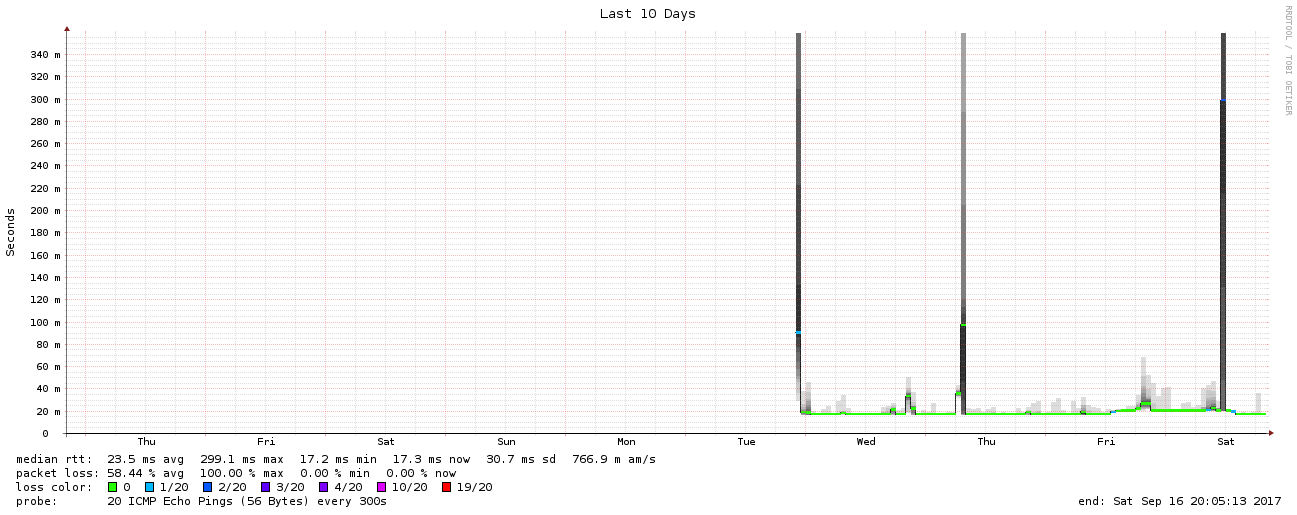 Last 10 Days
RRDTOOL / TOBI OETIKER
Seconds
340 m
320 m
300 m
280 m
260 m
240 m
220 m
200 m
180 m
160 m
140 m
120 m
100 m
80 m
60 m
40 m
20 m
0
Thu Fri Sat Sun Mon Tue Wed Thu Fri Sat
median rtt: 23.5 ms avg 299.1 ms max 17.2 ms min 17.3 ms now 30.7 ms sd 766.9 m am/s
packet loss: 58.44 % avg 100.00 % max 0.00 % min 0.00 % now
loss color: 0 1/20 2/20 3/20 4/20 10/20 19/20
probe: 20 ICMP Echo Pings (56 Bytes) every 300s end: Sat Sep 16 20:05:13 2017